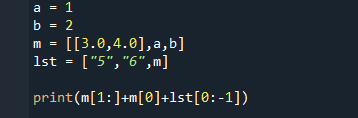 a = 1
b = 2
m = [[3.0,4.0],a,b]
lst = ["5","6",m]
print(m[1:]+m[0]+lst[0:-1])